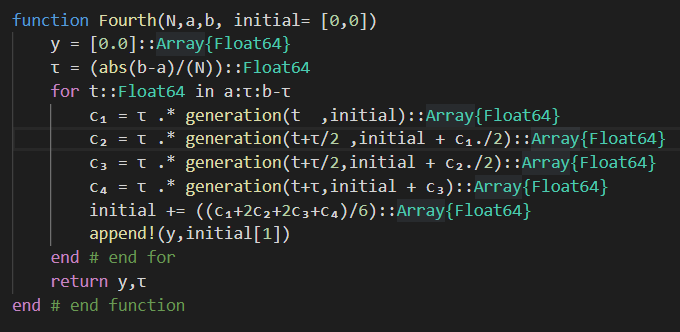 function Fourth(N,a,b, initial= [0,0])
    y = [0.0]::Array{Float64}
    τ = (abs(b-a)/(N))::Float64
    for t::Float64 in a:τ:b-τ
        c₁ = τ .* generation(t  ,initial)::Array{Float64}
        c₂ = τ .* generation(t+τ/2 ,initial + c₁./2)::Array{Float64}
        c₃ = τ .* generation(t+τ/2,initial + c₂./2)::Array{Float64}
        c₄ = τ .* generation(t+τ,initial + c₃)::Array{Float64}
        initial += ((c₁+2c₂+2c₃+c₄)/6)::Array{Float64}
        append!(y,initial[1])
    end # end for
    return y,τ
end # end function